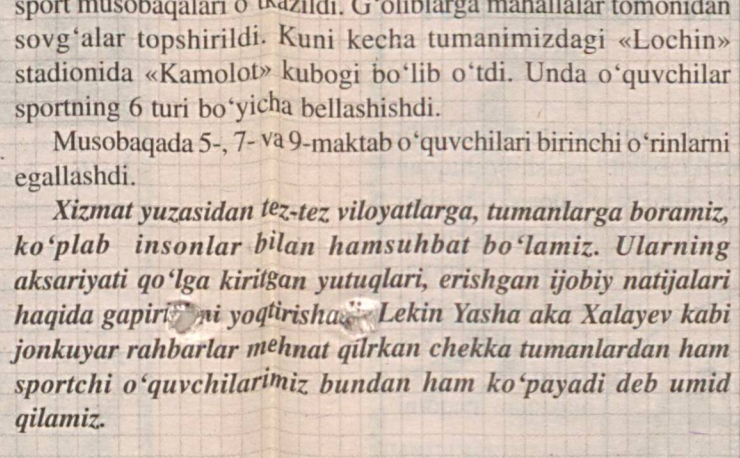 sport musobaqalari o‘tkazildi. G‘oliblarga mahallalar tomonidan
sovg‘alar topshirildi. Kuni kecha tumanimizdagi «Lochin»
stadionida «Kamolot» kubogi bo‘lib o‘tdi. Unda o‘quvchilar
sportning 6 turi bo‘yicha bellashishdi.
Musobaqada 5-, 7- va 9-maktab o‘quvchilari birinchi o‘rinlarni
egallashdi.
Xizmat yuzasidan tez-tez viloyatlarga, tumanlarga boramiz,
ko‘plab insonlar bilan hamsuhbat bo‘lamiz. Ularning
aksariyati qo‘lga kiritgan yutuqlari, erishgan ijobiy natijalari
haqida Lekin Yasha aka Xalayev kabi
jonkuyar rahbarlar mehnat qilrkan chekka tumanlardan ham
sportchi o‘quvchilarimiz bundan ham ko‘payadi deb umid
qilamiz.